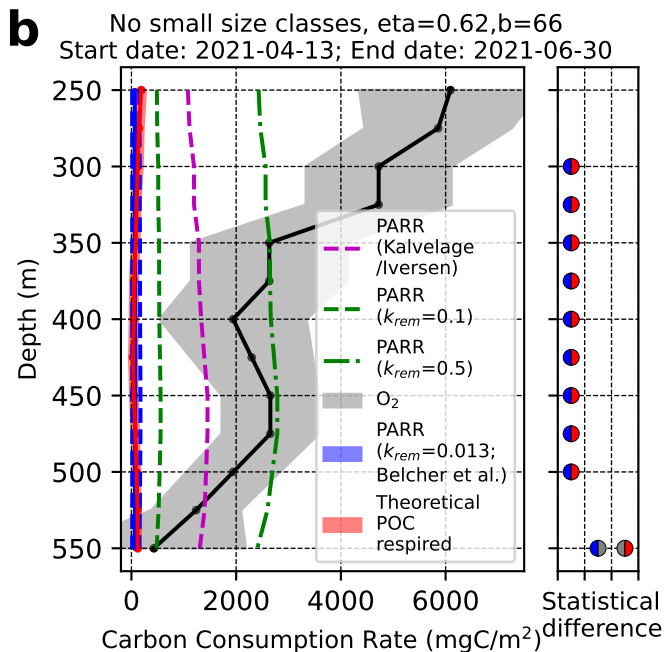 b
No small size classes, eta=0.62,b=66
Start date: 2021-04-13; End date: 2021-06-30
250
300
350
400
450
500
550
Depth (m)
PARR
(Kalvelage
/Iversen)
PARR
(k_rem=0.1)
PARR
(k_rem=0.5)
O₂
PARR
(k_rem=0.013;
Belcher et al.)
Theoretical
POC
respired
0
2000
4000
6000
Carbon Consumption Rate (mgC/m²)
Statistical
difference